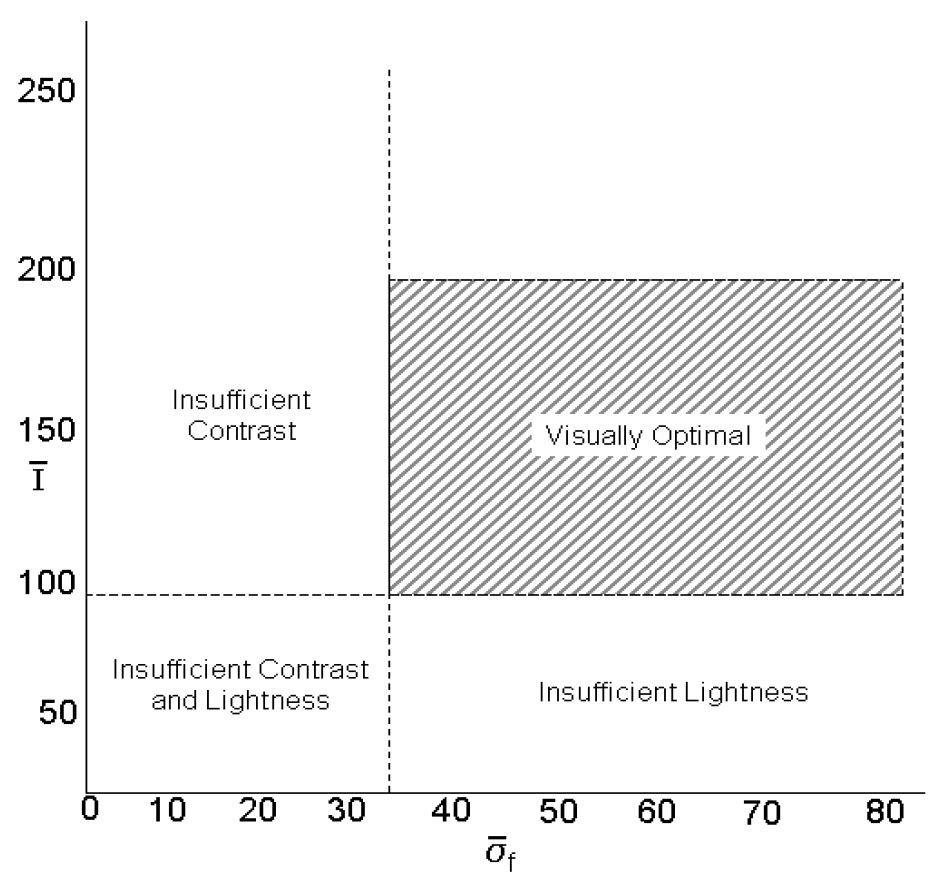 250
200
Insufficient
Contrast
150
Visually Optimal
Ī
100
Insufficient Contrast
and Lightness
Insufficient Lightness
50
0 10 20 30 40 50 60 70 80
σ̄f